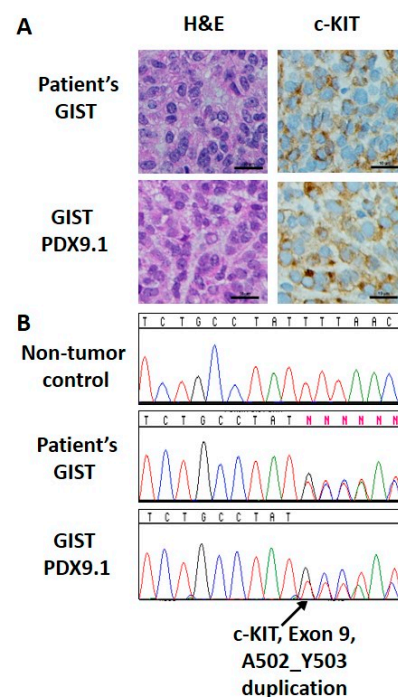 A
H&E
c-KIT
Patient's
GIST
GIST
PDX9.1
B
Non-tumor
control
T C T G C C T A T T T T A A C
Patient's
GIST
T C T G C C T A T N N N N N N
GIST
PDX9.1
T C T G C C T A T
c-KIT, Exon 9,
A502_Y503
duplication